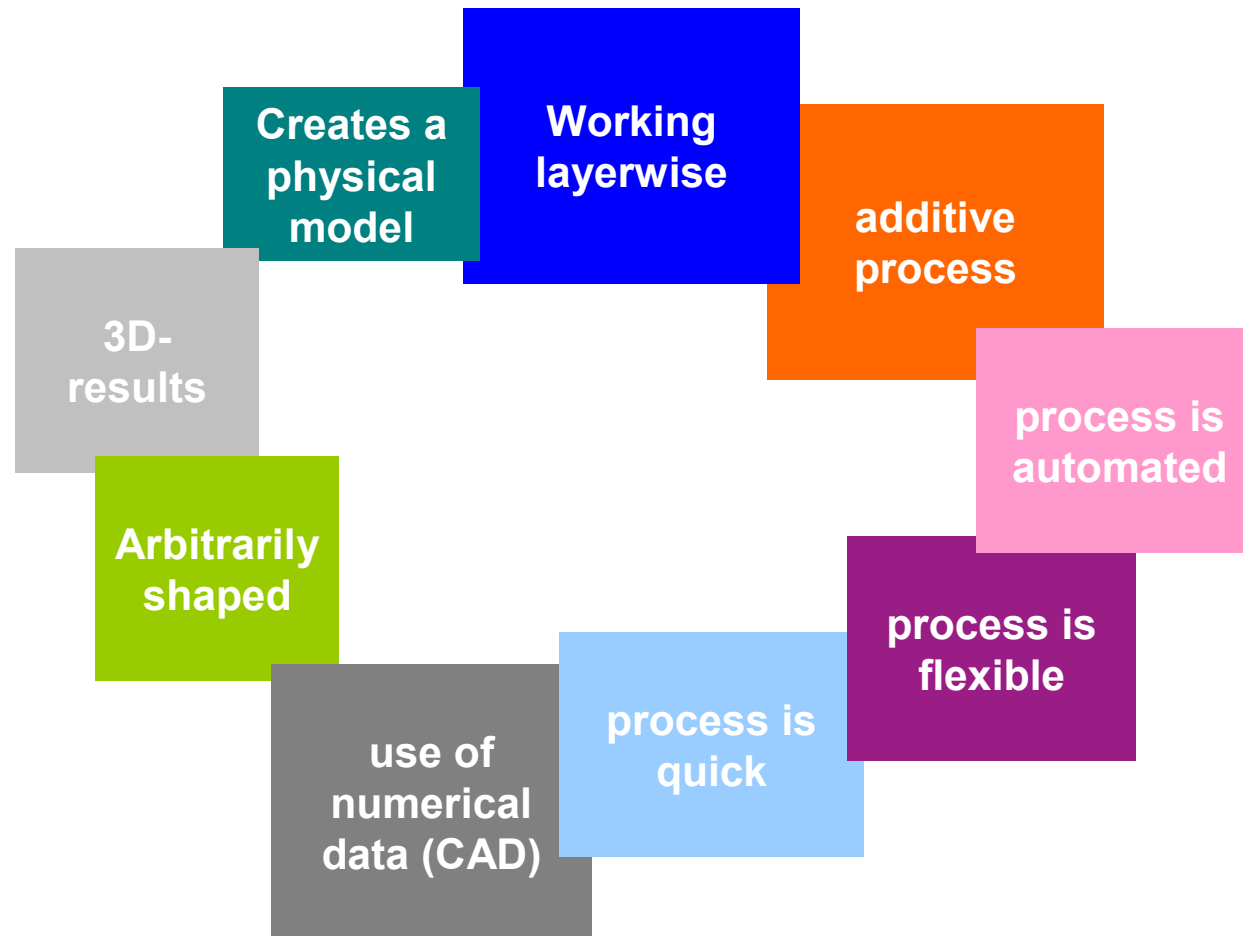 Creates a
physical
model
Working
layerwise
additive
process
process is
automated
process is
flexible
process is
quick
use of
numerical
data (CAD)
Arbitrarily
shaped
3D-
results